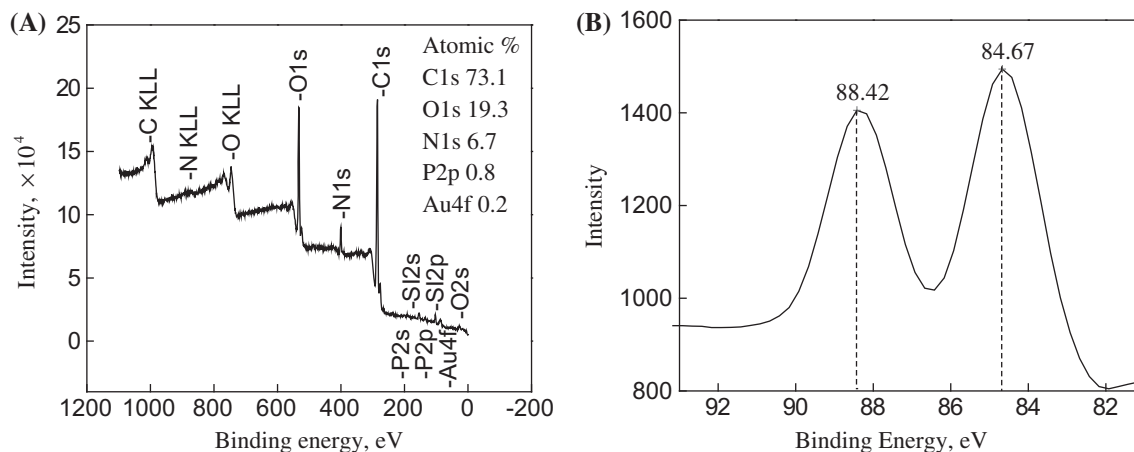 (A)
25
20
15
10
5
0
Intensity, ×10⁴
-C KLL
-N KLL
-O KLL
-O1s
-N1s
-C1s
-SI2s
-SI2p
-O2s
-P2s
-P2p
-Au4f
Atomic %
C1s 73.1
O1s 19.3
N1s 6.7
P2p 0.8
Au4f 0.2
1200 1000 800 600 400 200 0 -200
Binding energy, eV
(B)
1600
1400
1200
1000
800
Intensity
88.42
84.67
92 90 88 86 84 82
Binding Energy, eV